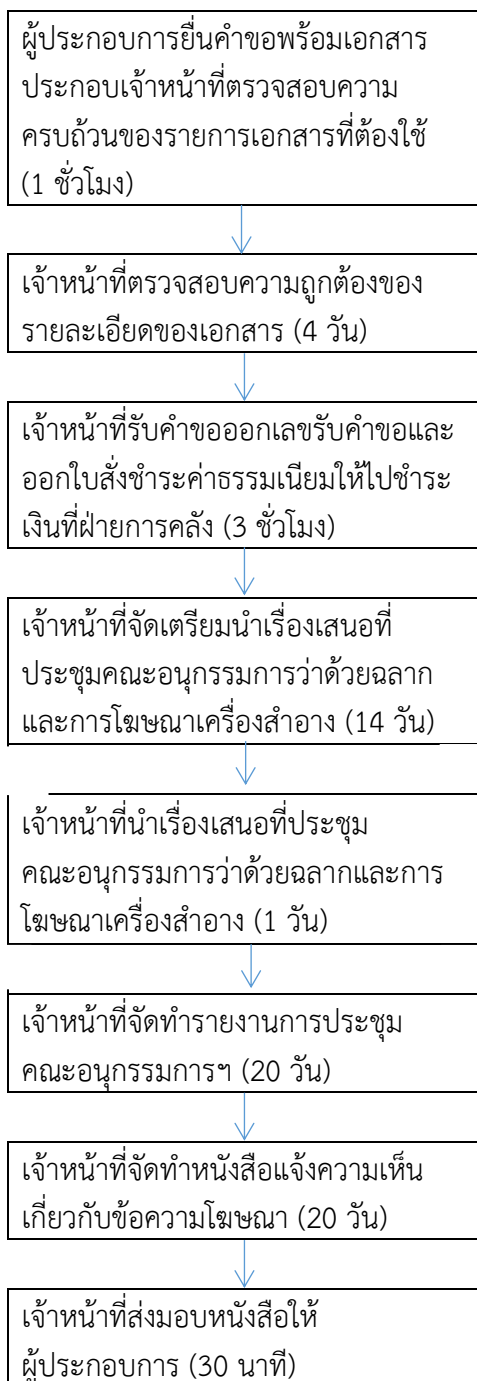 ผู้ประกอบการยื่นคำขอพร้อมเอกสาร
ประกอบเจ้าหน้าที่ตรวจสอบความ
ครบถ้วนของรายการเอกสารที่ต้องใช้
(1 ชั่วโมง)
เจ้าหน้าที่ตรวจสอบความถูกต้องของ
รายละเอียดของเอกสาร (4 วัน)
เจ้าหน้าที่รับคำขอออกเลขรับคำขอและ
ออกใบสั่งชำระค่าธรรมเนียมให้ไปชำระ
เงินที่ฝ่ายการคลัง (3 ชั่วโมง)
เจ้าหน้าที่จัดเตรียมนำเรื่องเสนอที่
ประชุมคณะอนุกรรมการว่าด้วยฉลาก
และการโฆษณาเครื่องสำอาง (14 วัน)
เจ้าหน้าที่นำเรื่องเสนอที่ประชุม
คณะอนุกรรมการว่าด้วยฉลากและการ
โฆษณาเครื่องสำอาง (1 วัน)
เจ้าหน้าที่จัดทำรายงานการประชุม
คณะอนุกรรมการฯ (20 วัน)
เจ้าหน้าที่จัดทำหนังสือแจ้งความเห็น
เกี่ยวกับข้อความโฆษณา (20 วัน)
เจ้าหน้าที่ส่งมอบหนังสือให้
ผู้ประกอบการ (30 นาที)